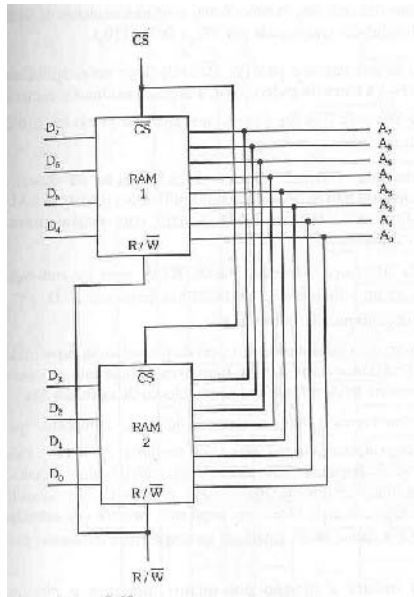 CS
CS
D7
D6
D5
D4
RAM
1
R/W
A7
A6
A5
A4
A3
A2
A1
A0
D3
D2
D1
D0
CS
RAM
2
R/W
R/W